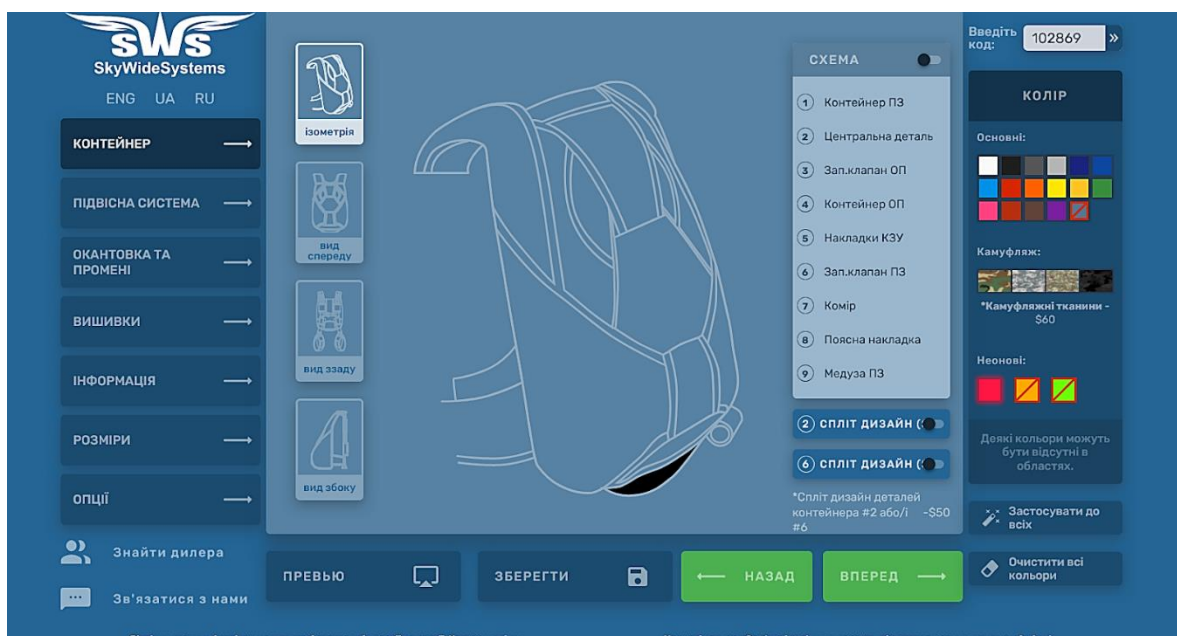 SWS
SkyWideSystems
ENG UA RU
КОНТЕЙНЕР
ПІДВІСНА СИСТЕМА
ОКАНТОВКА ТА
ПРОМЕНІ
ВИШИВКИ
ІНФОРМАЦІЯ
РОЗМІРИ
ОПЦІЇ
Знайти дилера
Зв'язатися з нами
ізометрія
вид
спереду
вид ззаду
вид збоку
СХЕМА
1 Контейнер ПЗ
2 Центральна деталь
3 Зап.клапан ОП
4 Контейнер ОП
5 Накладки КЗУ
6 Зап.клапан ПЗ
7 Комір
8 Поясна накладка
9 Медуза ПЗ
2 СПЛІТ ДИЗАЙН (
6 СПЛІТ ДИЗАЙН (
*Спліт дизайн деталей
контейнера #2 або/і -$50
#6
ПРЕВЬЮ
ЗБЕРЕГТИ
НАЗАД
ВПЕРЕД
Введіть
код:
102869 »
КОЛІР
Основні:
Камуфляж:
*Камуфляжні тканини -
$60
Неонові:
Деякі кольори можуть
бути відсутні в
областях.
Застосувати до
всіх
Очистити всі
кольори